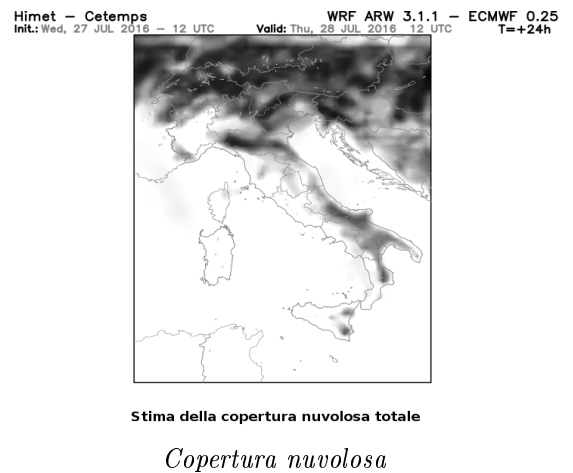 Himet – Cetemps WRF ARW 3.1.1 – ECMWF 0.25
Init.: Wed, 27 JUL 2016 – 12 UTC Valid: Thu, 28 JUL 2016 12 UTC T=+24h
Stima della copertura nuvolosa totale
Copertura nuvolosa